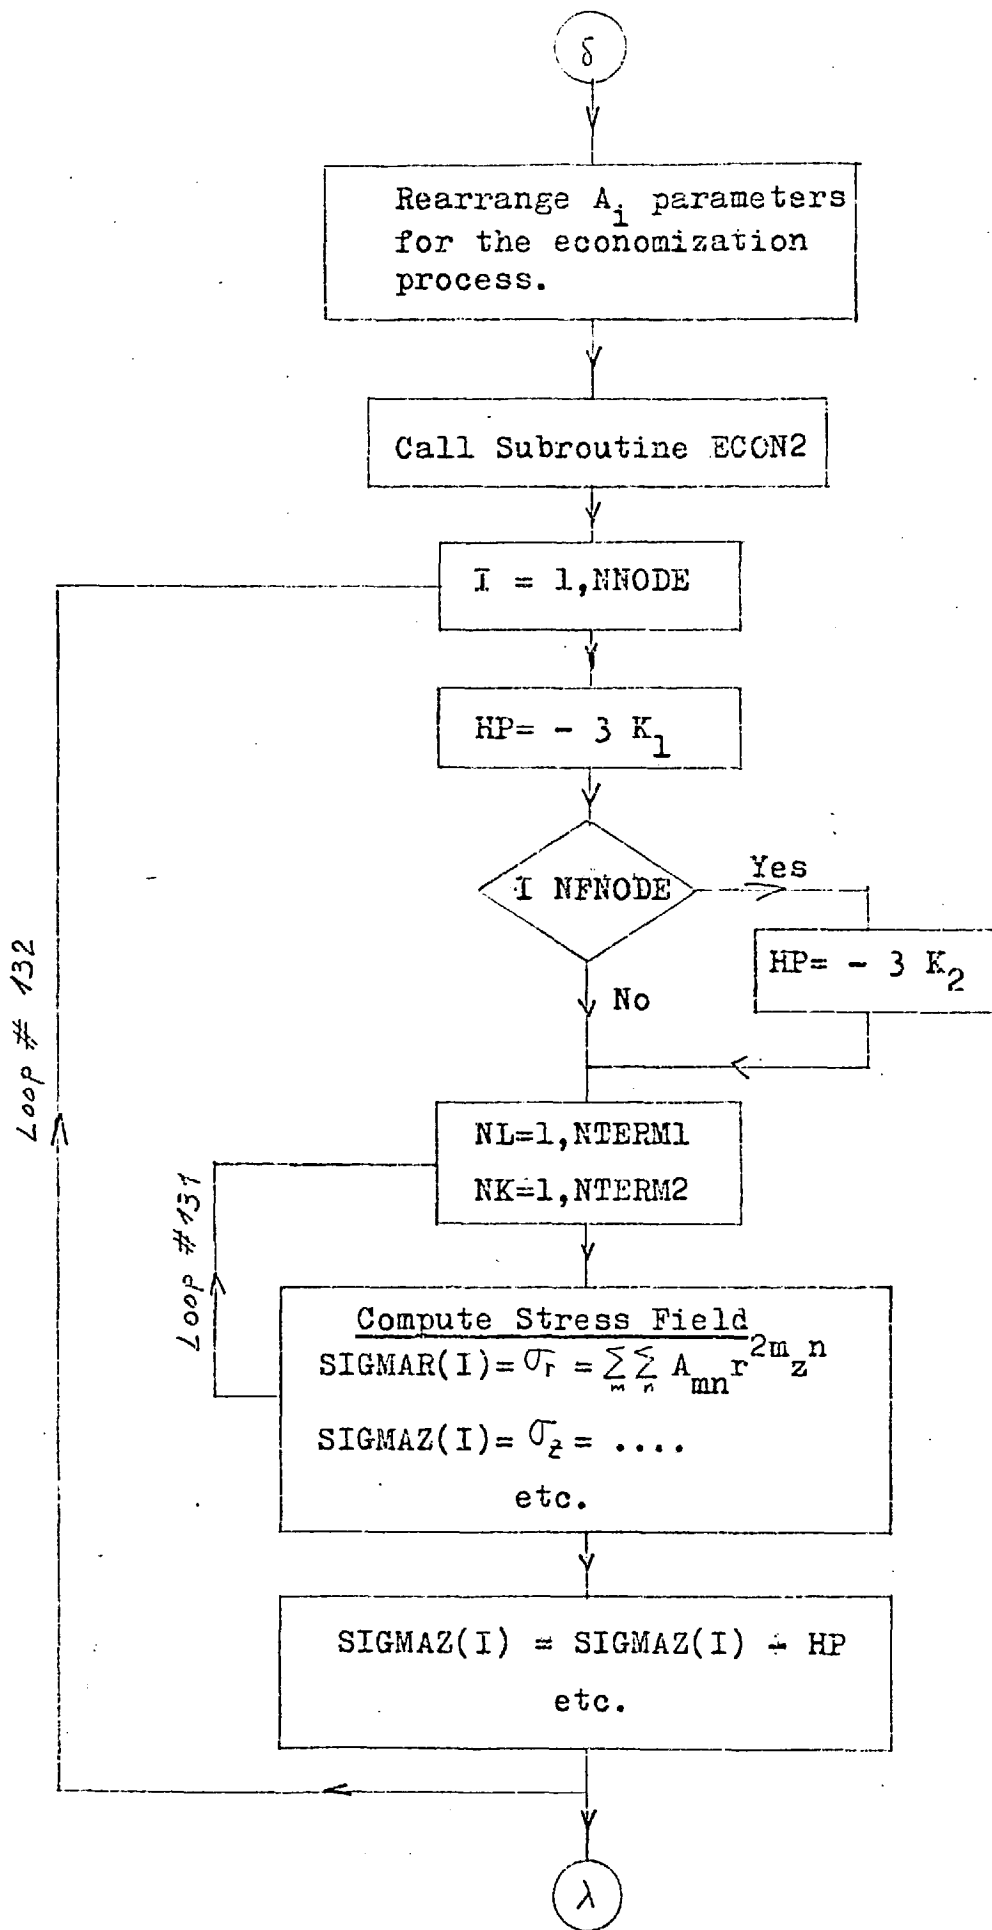 δ
Rearrange A_i parameters
for the economization
process.
Call Subroutine ECON2
I = 1,NNODE
HP= - 3 K_1
I NFNODE
Yes
HP= - 3 K_2
No
Loop # 132
NL=1,NTERM1
NK=1,NTERM2
Loop #131
Compute Stress Field
SIGMAR(I)= σ_r = Σ_m Σ_n A_mn r^2m z^n
SIGMAZ(I)= σ_z = ....
etc.
SIGMAZ(I) = SIGMAZ(I) + HP
etc.
λ